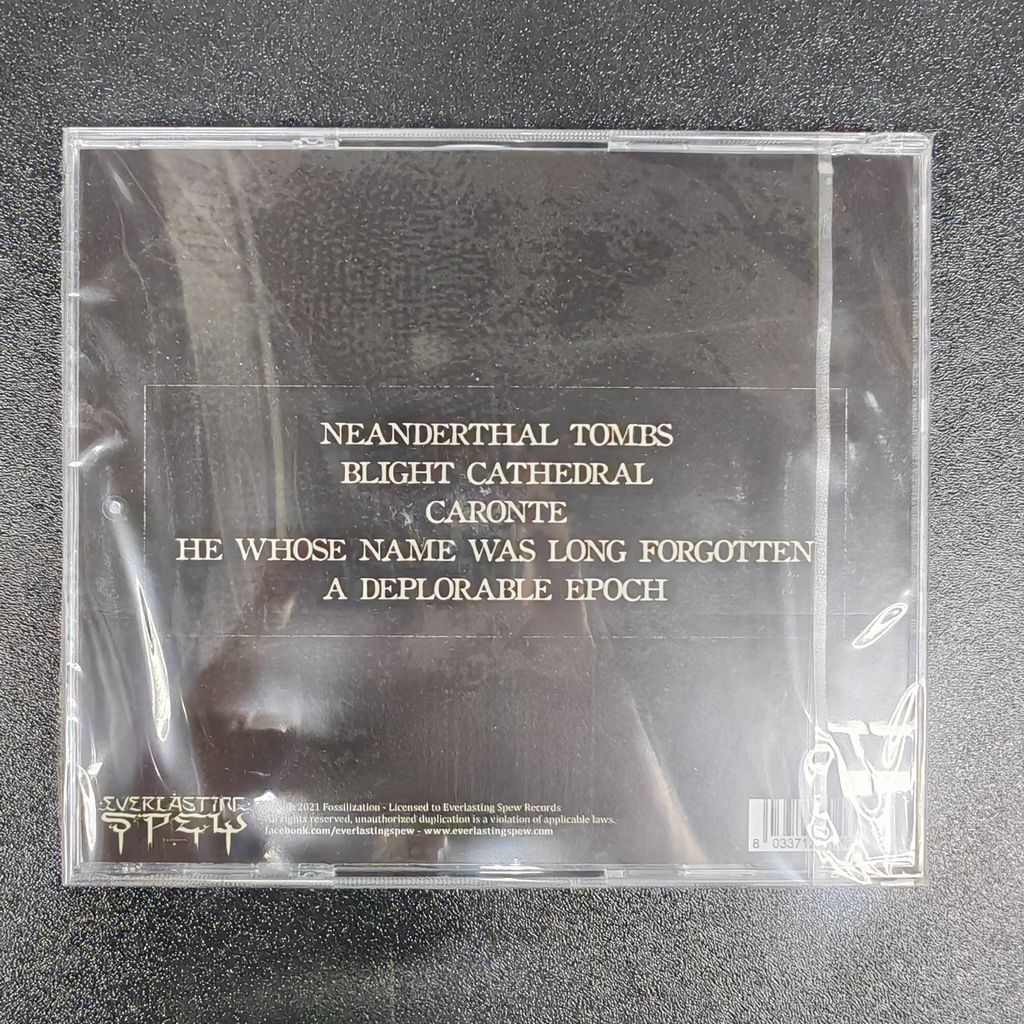 NEANDERTHAL TOMBS
BLIGHT CATHEDRAL
CARONTE
HE WHOSE NAME WAS LONG FORGOTTEN
A DEPLORABLE EPOCH
EVERLASTING
SPEW
2021 Fossilization - Licensed to Everlasting Spew Records
rights reserved, unauthorized duplication is a violation of applicable laws.
facebook.com/everlastingspew - www.everlastingspew.com
8